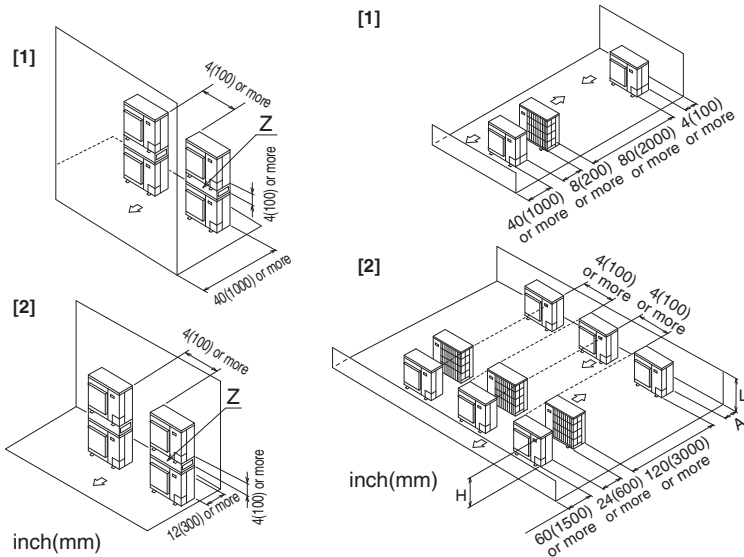 [1]
4(100) or more
Z
4(100) or more
40(1000) or more
[2]
4(100) or more
Z
4(100) or more
12(300) or more
inch(mm)
[1]
4(100)
or more
80(2000)
or more
8(200)
or more
40(1000)
or more
[2]
4(100)
or more
4(100)
or more
L
A
H
inch(mm)
120(3000)
or more
24(600)
or more
60(1500)
or more